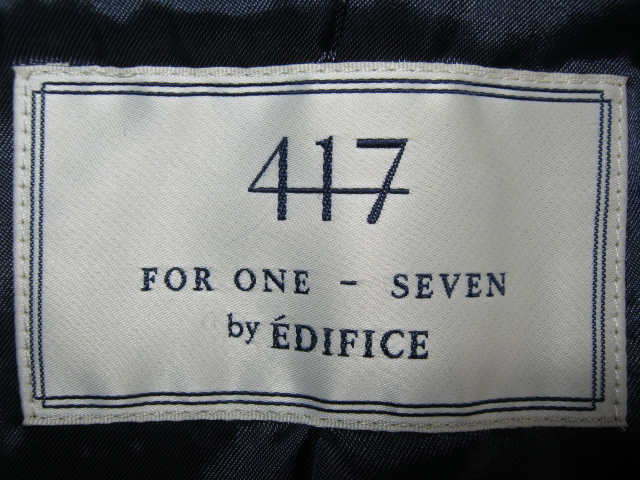 417
FOR ONE - SEVEN
by ÉDIFICE